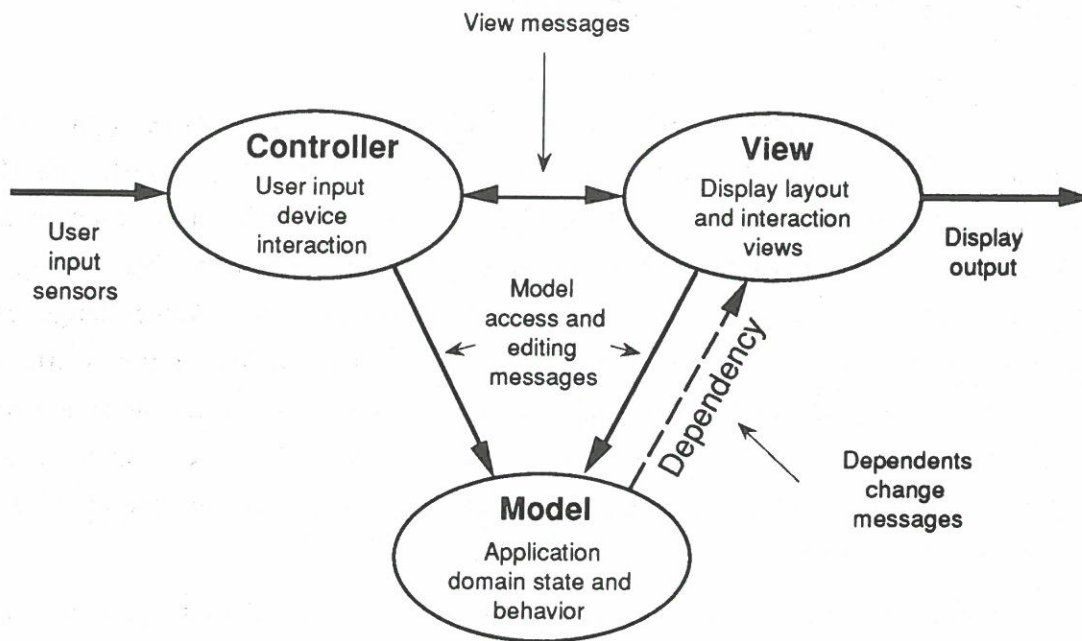 View messages
Controller
User input
device
interaction
View
Display layout
and interaction
views
User
input
sensors
Display
output
Model
access and
editing
messages
Dependency
Dependents
change
messages
Model
Application
domain state and
behavior